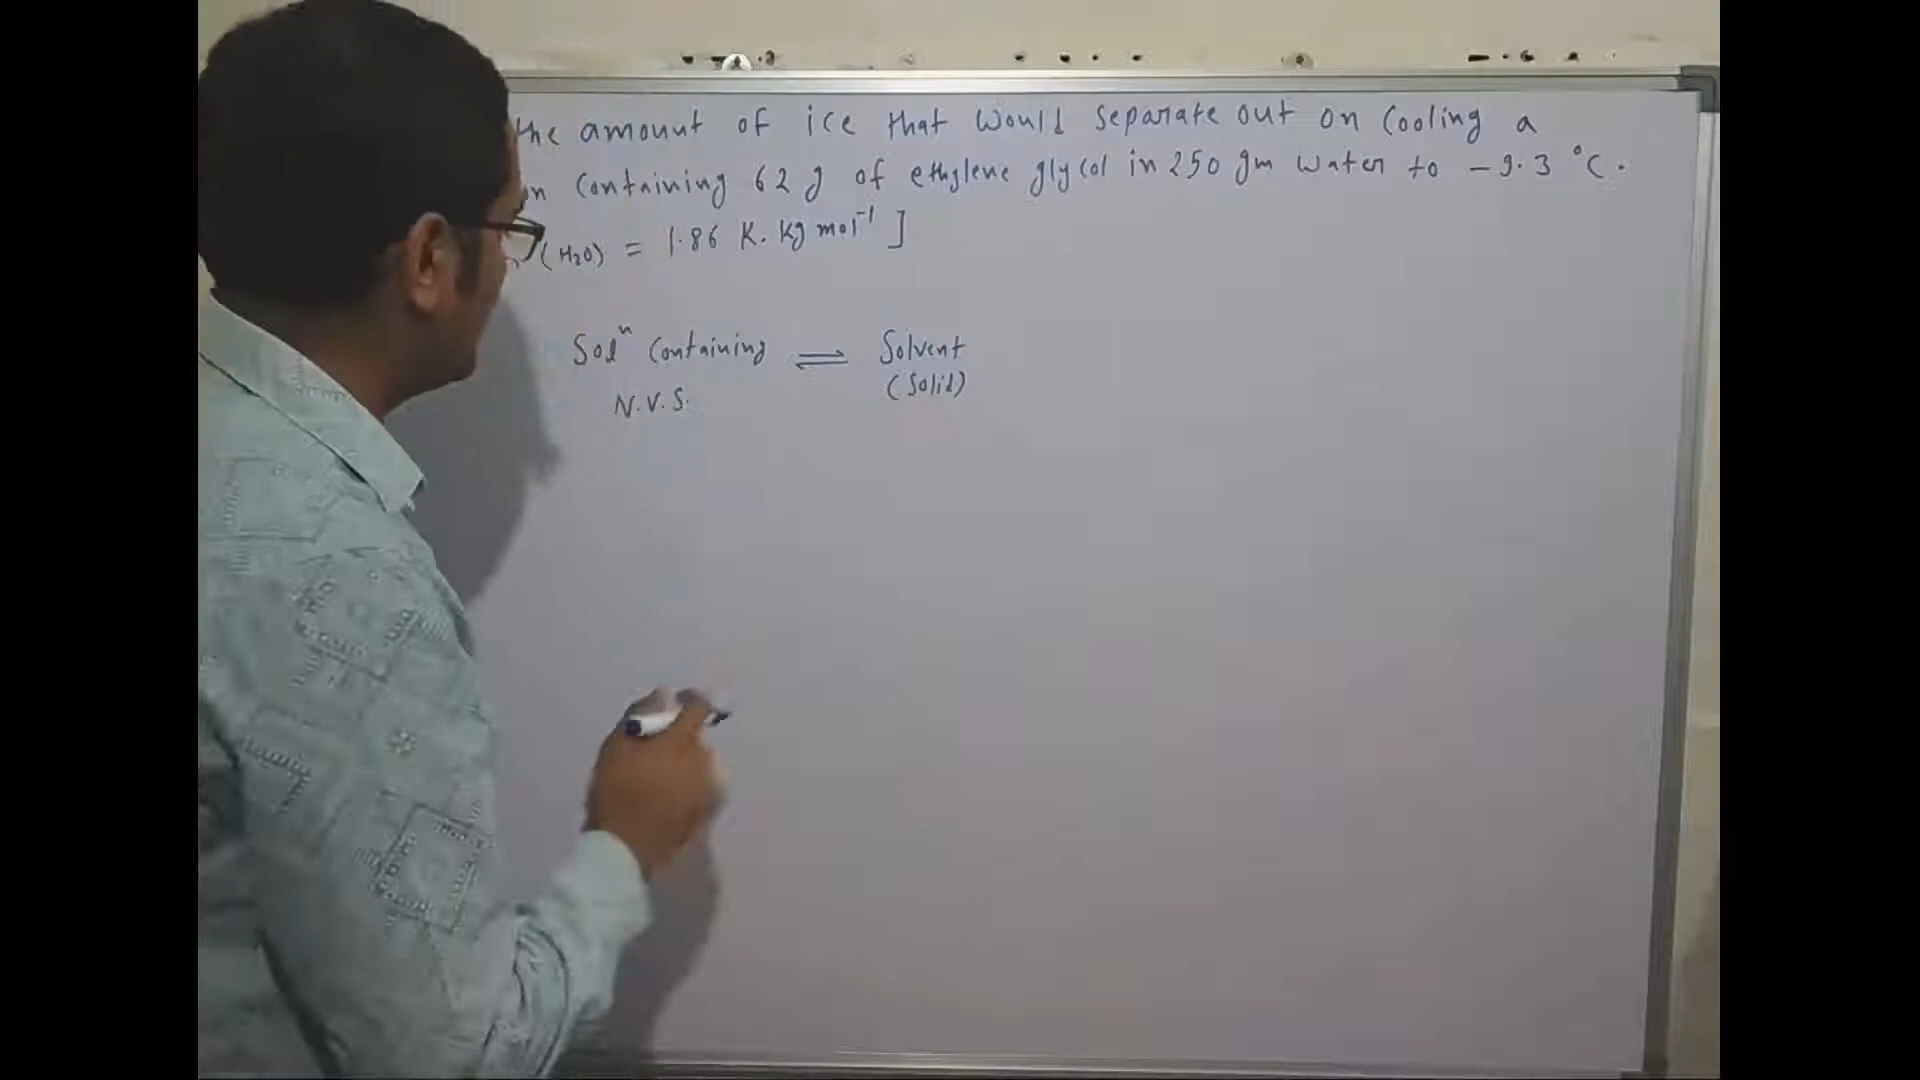 the amount of ice that would separate out on cooling a
n containing 62 g of ethylene glycol in 250 gm water to - 9.3 °C.
(H₂O) = 1.86 K. kg mol⁻¹ ]
Solⁿ containing ⇌ Solvent
N.V.S. (solid)